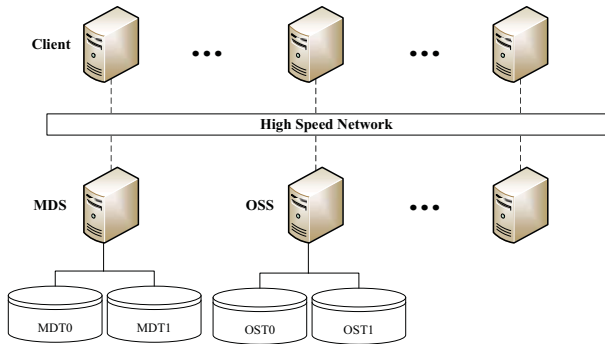 Client
High Speed Network
MDS
OSS
MDT0
MDT1
OST0
OST1